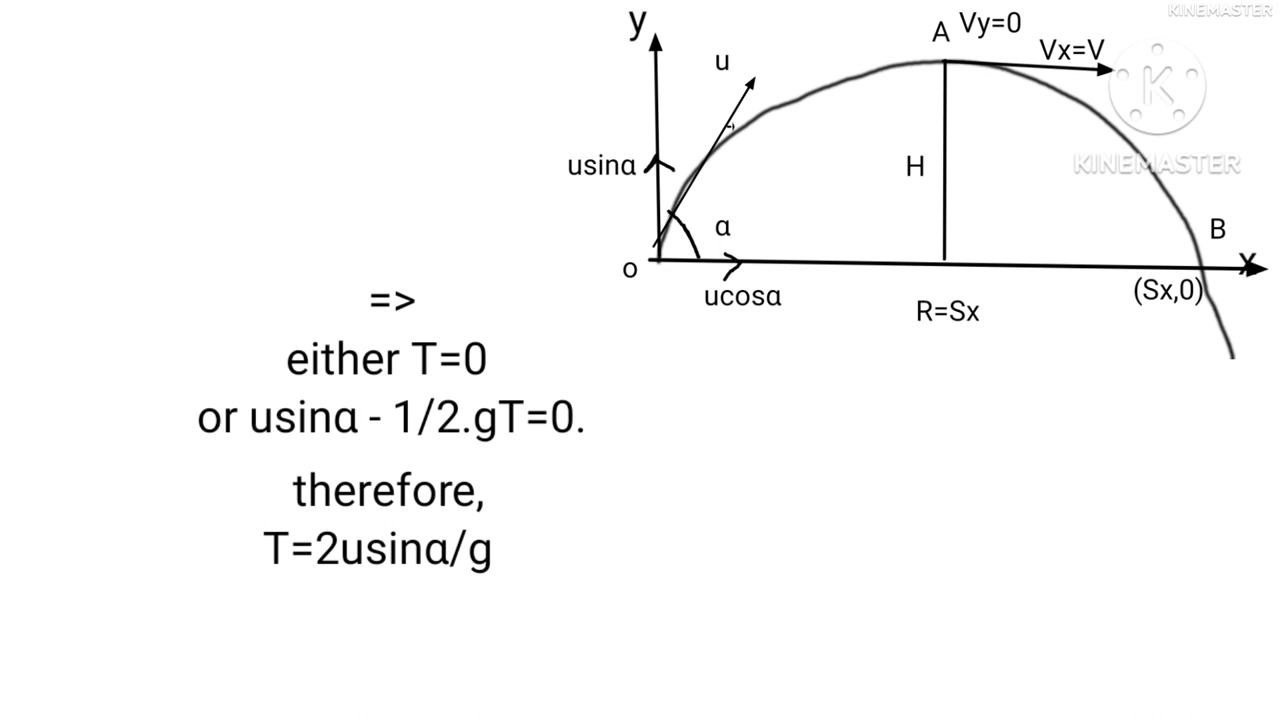 KINEMASTER
y
A Vy=0
Vx=V
u
K
KINEMASTER
usinα
H
α
B
o
x
ucosα
R=Sx
(Sx,0)
=>
either T=0
or usinα - 1/2.gT=0.
therefore,
T=2usinα/g